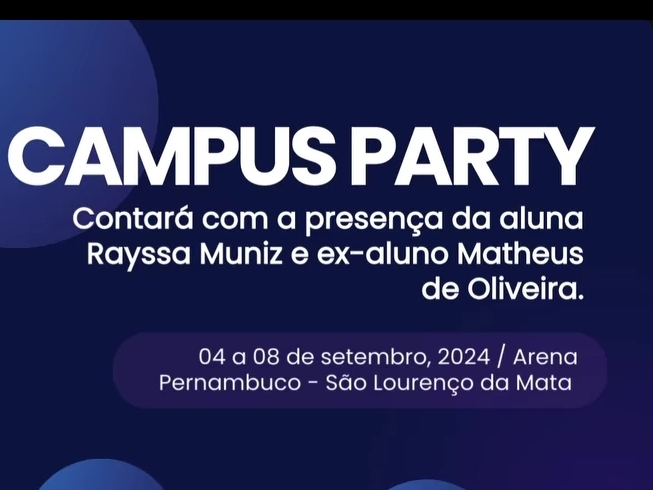 CAMPUS PARTY
Contará com a presença da aluna
Rayssa Muniz e ex-aluno Matheus
de Oliveira.
04 a 08 de setembro, 2024 / Arena
Pernambuco - São Lourenço da Mata